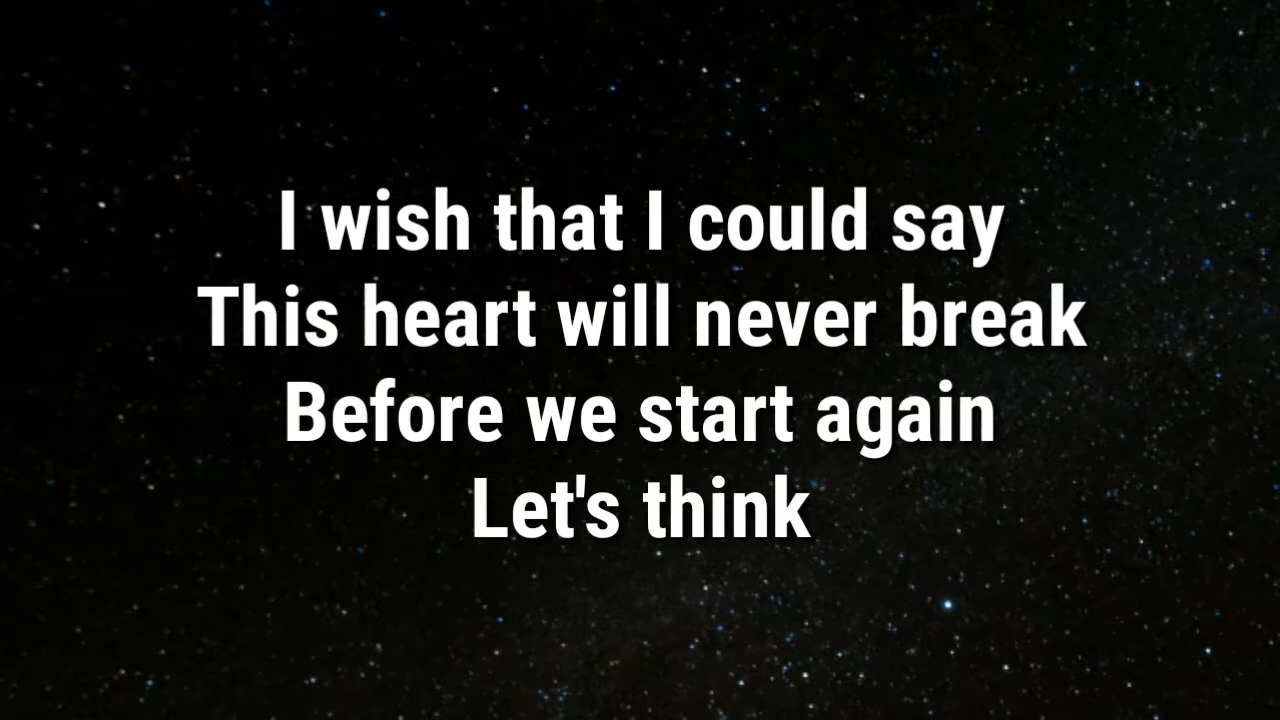 I wish that I could say
This heart will never break
Before we start again
Let's think